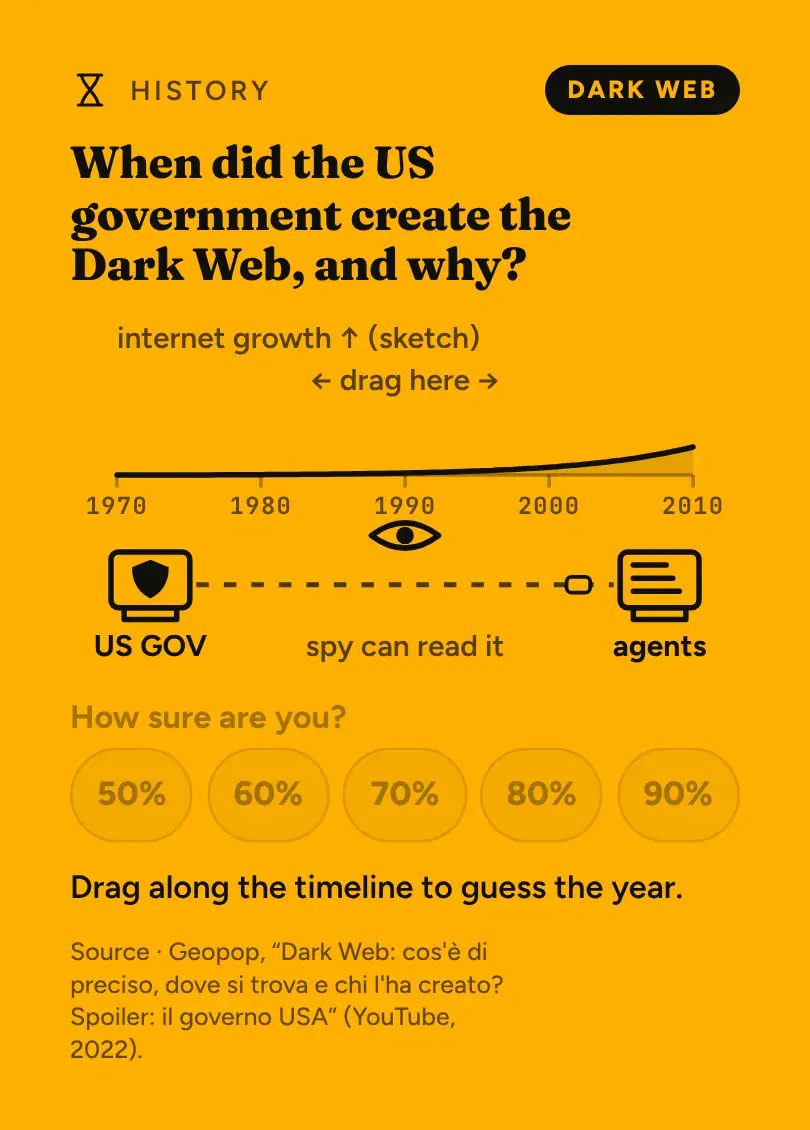 HISTORY
DARK WEB
When did the US
government create the
Dark Web, and why?
internet growth ↑ (sketch)
← drag here →
1970 1980 1990 2000 2010
US GOV spy can read it agents
How sure are you?
50% 60% 70% 80% 90%
Drag along the timeline to guess the year.
Source · Geopop, “Dark Web: cos'è di
preciso, dove si trova e chi l'ha creato?
Spoiler: il governo USA” (YouTube,
2022).